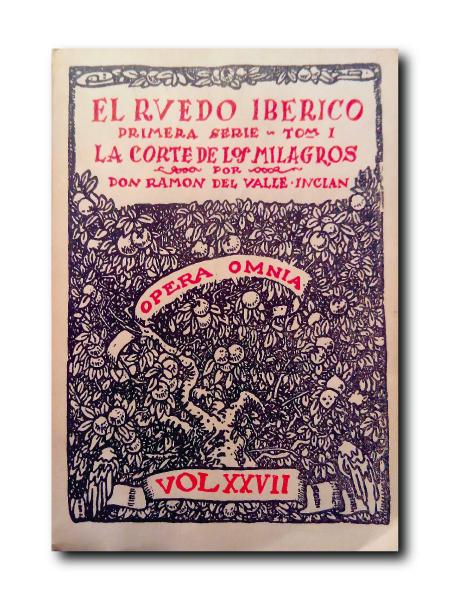 EL RVEDO IBERICO
PRIMERA SERIE ~ TOM I
LA CORTE DE LOS MILAGROS
POR
DON RAMON DEL VALLE-INCLAN
OPERA OMNIA
VOL XXVII